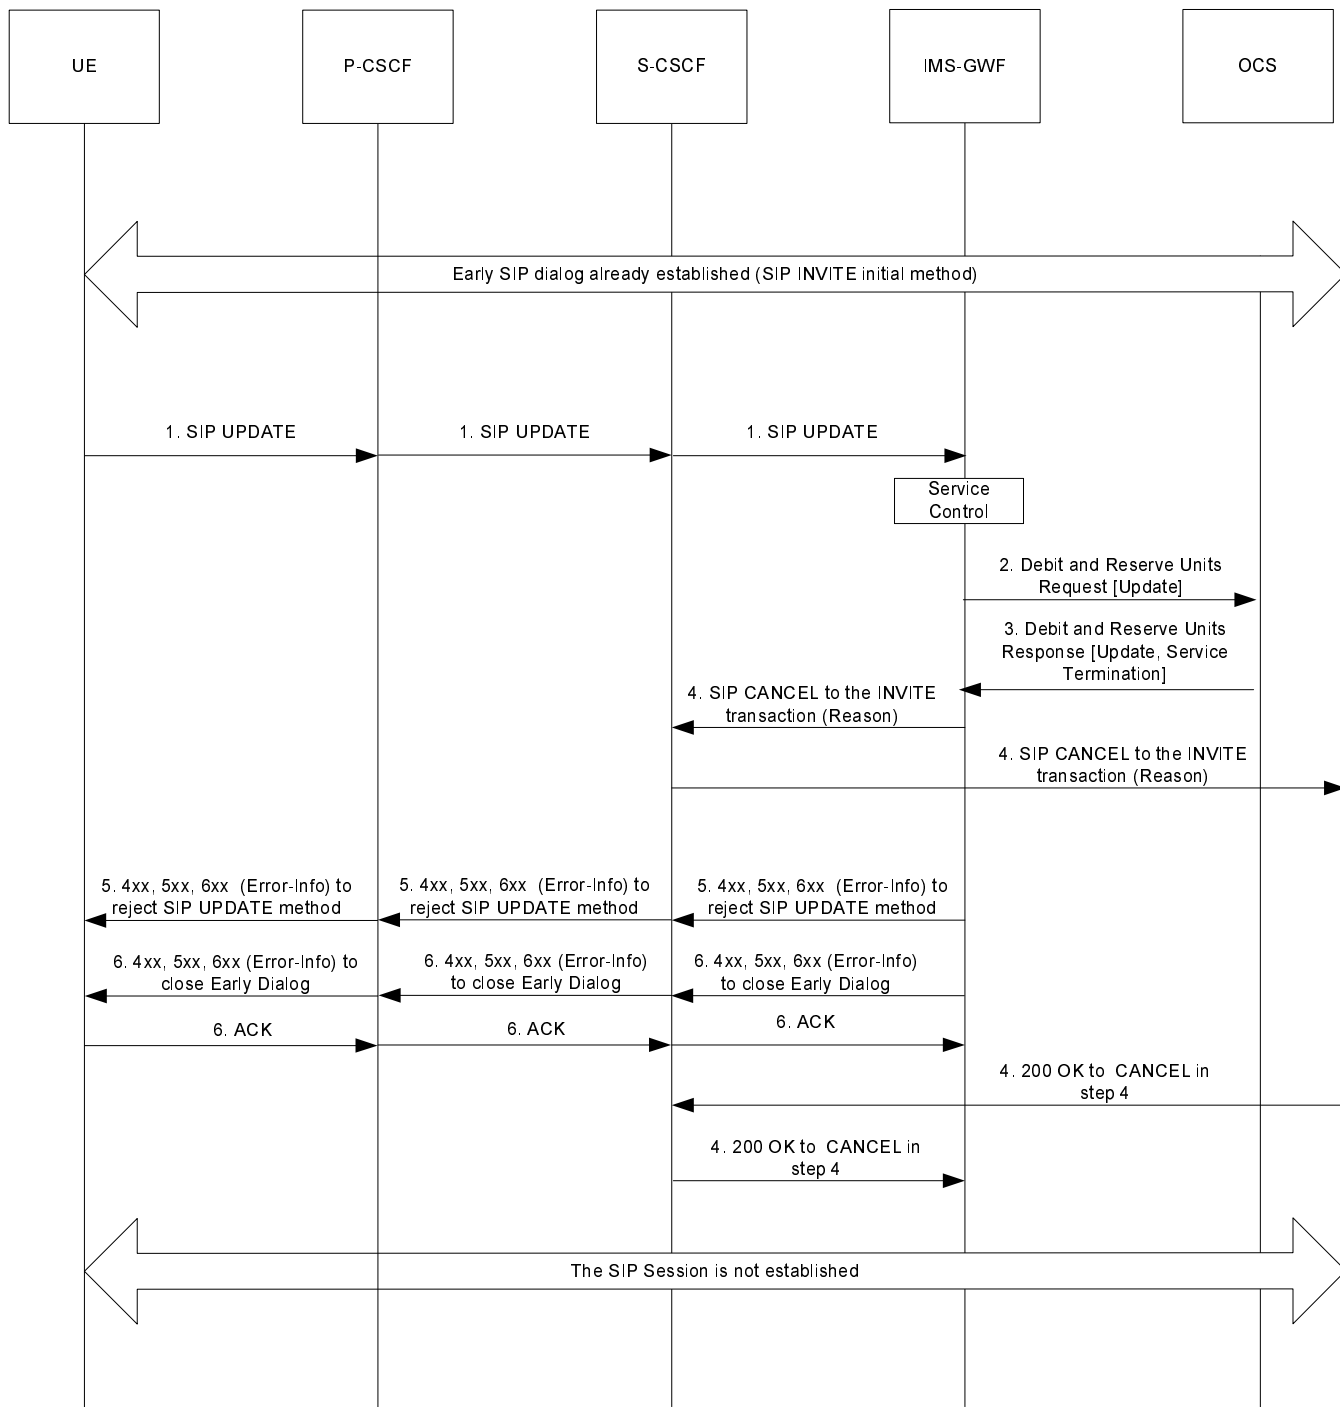 UE
P-CSCF
S-CSCF
IMS-GWF
OCS
Early SIP dialog already established (SIP INVITE initial method)
1. SIP UPDATE
1. SIP UPDATE
1. SIP UPDATE
Service
Control
2. Debit and Reserve Units
Request [Update]
3. Debit and Reserve Units
Response [Update, Service
Termination]
4. SIP CANCEL to the INVITE
transaction (Reason)
4. SIP CANCEL to the INVITE
transaction (Reason)
5. 4xx, 5xx, 6xx (Error-Info) to
reject SIP UPDATE method
5. 4xx, 5xx, 6xx (Error-Info) to
reject SIP UPDATE method
5. 4xx, 5xx, 6xx (Error-Info) to
reject SIP UPDATE method
6. 4xx, 5xx, 6xx (Error-Info) to
close Early Dialog
6. 4xx, 5xx, 6xx (Error-Info)
to close Early Dialog
6. 4xx, 5xx, 6xx (Error-Info)
to close Early Dialog
6. ACK
6. ACK
6. ACK
4. 200 OK to CANCEL in
step 4
4. 200 OK to CANCEL in
step 4
The SIP Session is not established